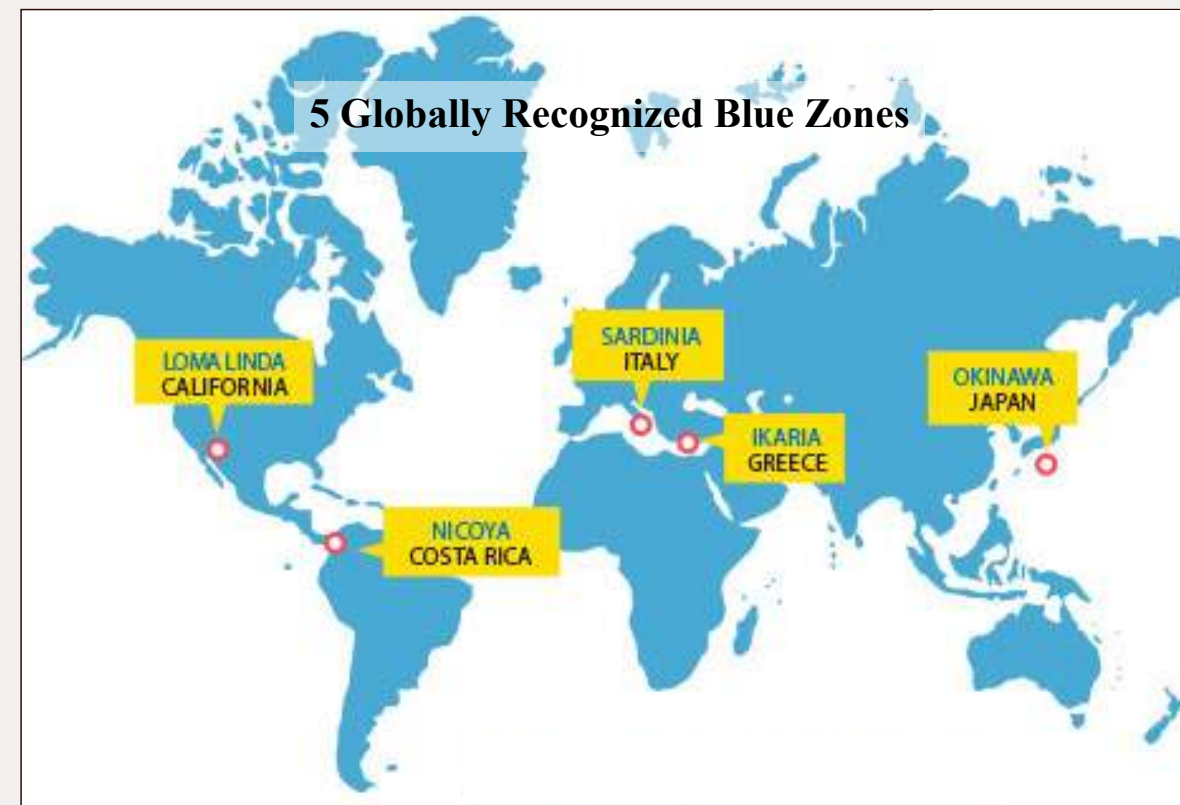 5 Globally Recognized Blue Zones
LOMA LINDA
CALIFORNIA
SARDINIA
ITALY
OKINAWA
JAPAN
IKARIA
GREECE
NICOYA
COSTA RICA